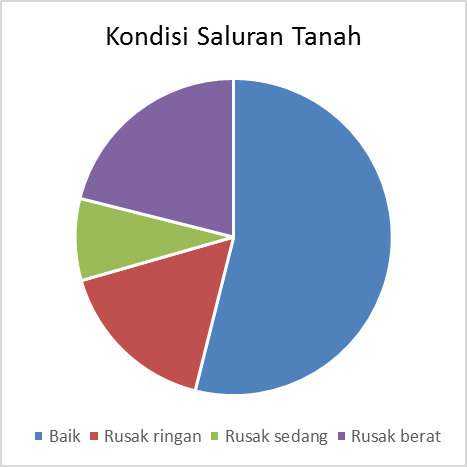 Kondisi Saluran Tanah
Baik Rusak ringan Rusak sedang Rusak berat